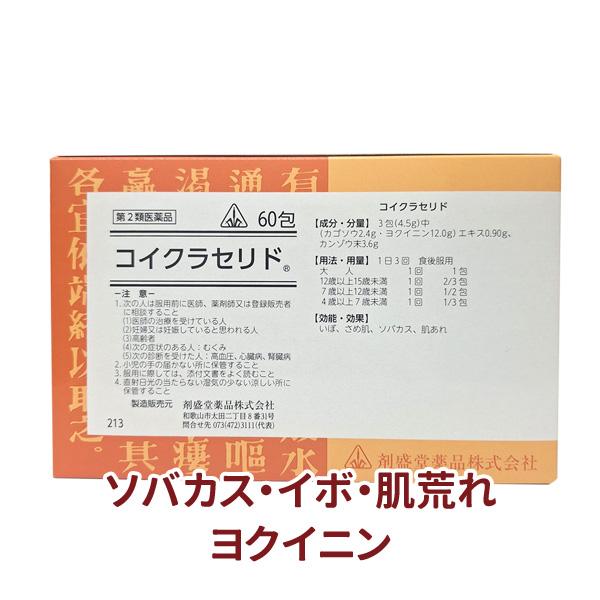 有
通
渇
羸
各
宜
依
端
緒
以
取
之。
第2類医薬品
60包
コイクラセリド®
ー注 意ー
1.次の人は服用前に医師、薬剤師又は登録販売者
に相談すること
(1)医師の治療を受けている人
(2)妊婦又は妊娠していると思われる人
(3)高齢者
(4)次の症状のある人：むくみ
(5)次の診断を受けた人：高血圧、心臓病、腎臓病
2.小児の手の届かない所に保管すること
3.服用に際しては、添付文書をよく読むこと
4.直射日光の当たらない湿気の少ない涼しい所に
保管すること
製造販売元 剤盛堂薬品株式会社
和歌山市太田二丁目8番31号
問合せ先 073(472)3111(代表)
213
コイクラセリド
【成分・分量】3包(4.5g)中
(カゴソウ2.4g・ヨクイニン12.0g)エキス0.90g、
カンゾウ末3.6g
【用法・用量】1日3回 食後服用
大 人 1回 1包
12歳以上15歳未満 1回 2/3包
7歳以上12歳未満 1回 1/2包
4歳以上7歳未満 1回 1/3包
【効能・効果】
いぼ、さめ肌、ソバカス、肌あれ
其
瘻
嘔
水
剤盛堂薬品株式会社
ソバカス・イボ・肌荒れ
ヨクイニン